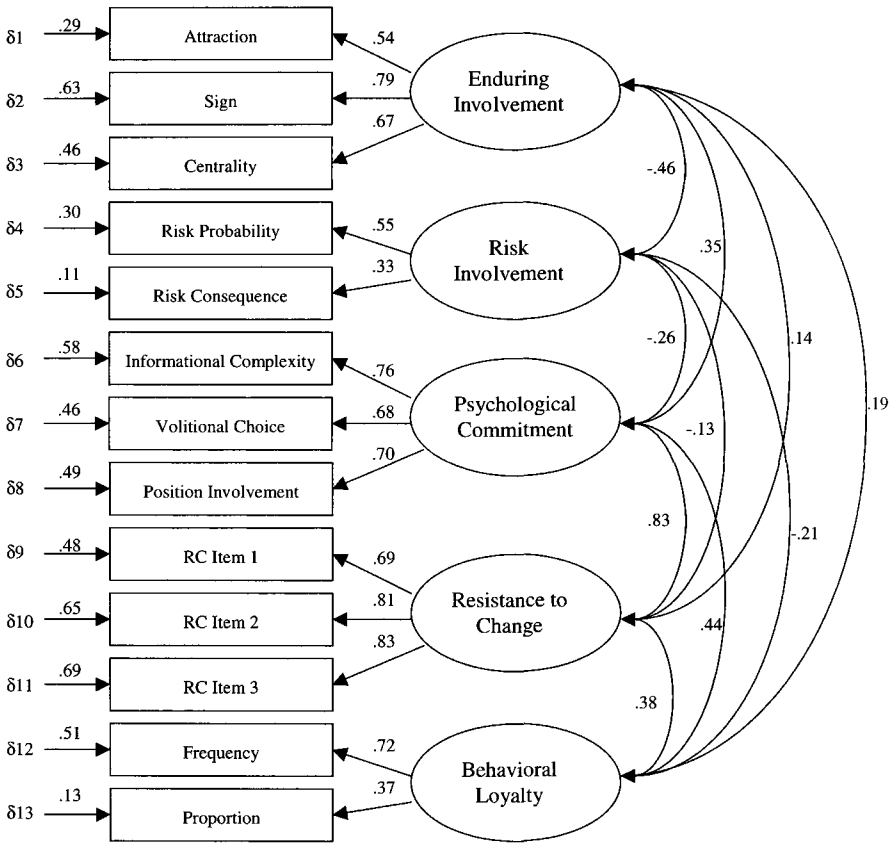 δ1 .29 Attraction .54
δ2 .63 Sign .79
δ3 .46 Centrality .67
Enduring
Involvement
δ4 .30 Risk Probability .55
δ5 .11 Risk Consequence .33
Risk
Involvement
δ6 .58 Informational Complexity .76
δ7 .46 Volitional Choice .68
δ8 .49 Position Involvement .70
Psychological
Commitment
δ9 .48 RC Item 1 .69
δ10 .65 RC Item 2 .81
δ11 .69 RC Item 3 .83
Resistance to
Change
δ12 .51 Frequency .72
δ13 .13 Proportion .37
Behavioral
Loyalty
-.46
.35
-.26
.14
.19
-.13
.83
-.21
.44
.38